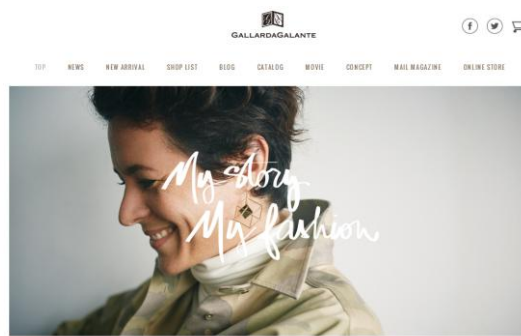 GALLARDAGALANTE
TOP NEWS NEW ARRIVAL SHOP LIST BLOG CATALOG MOVIE CONCEPT MAIL MAGAZINE ONLINE STORE
My story
My fashion